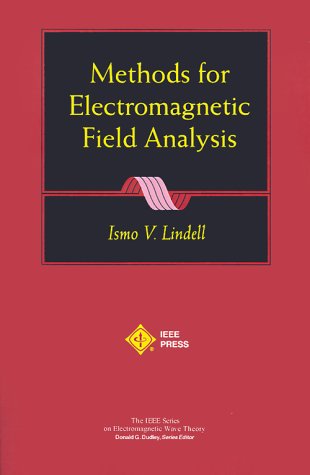 Methods for
Electromagnetic
Field Analysis
Ismo V. Lindell
IEEE
PRESS
®
The IEEE Series
on Electromagnetic Wave Theory
Donald G. Dudley, Series Editor